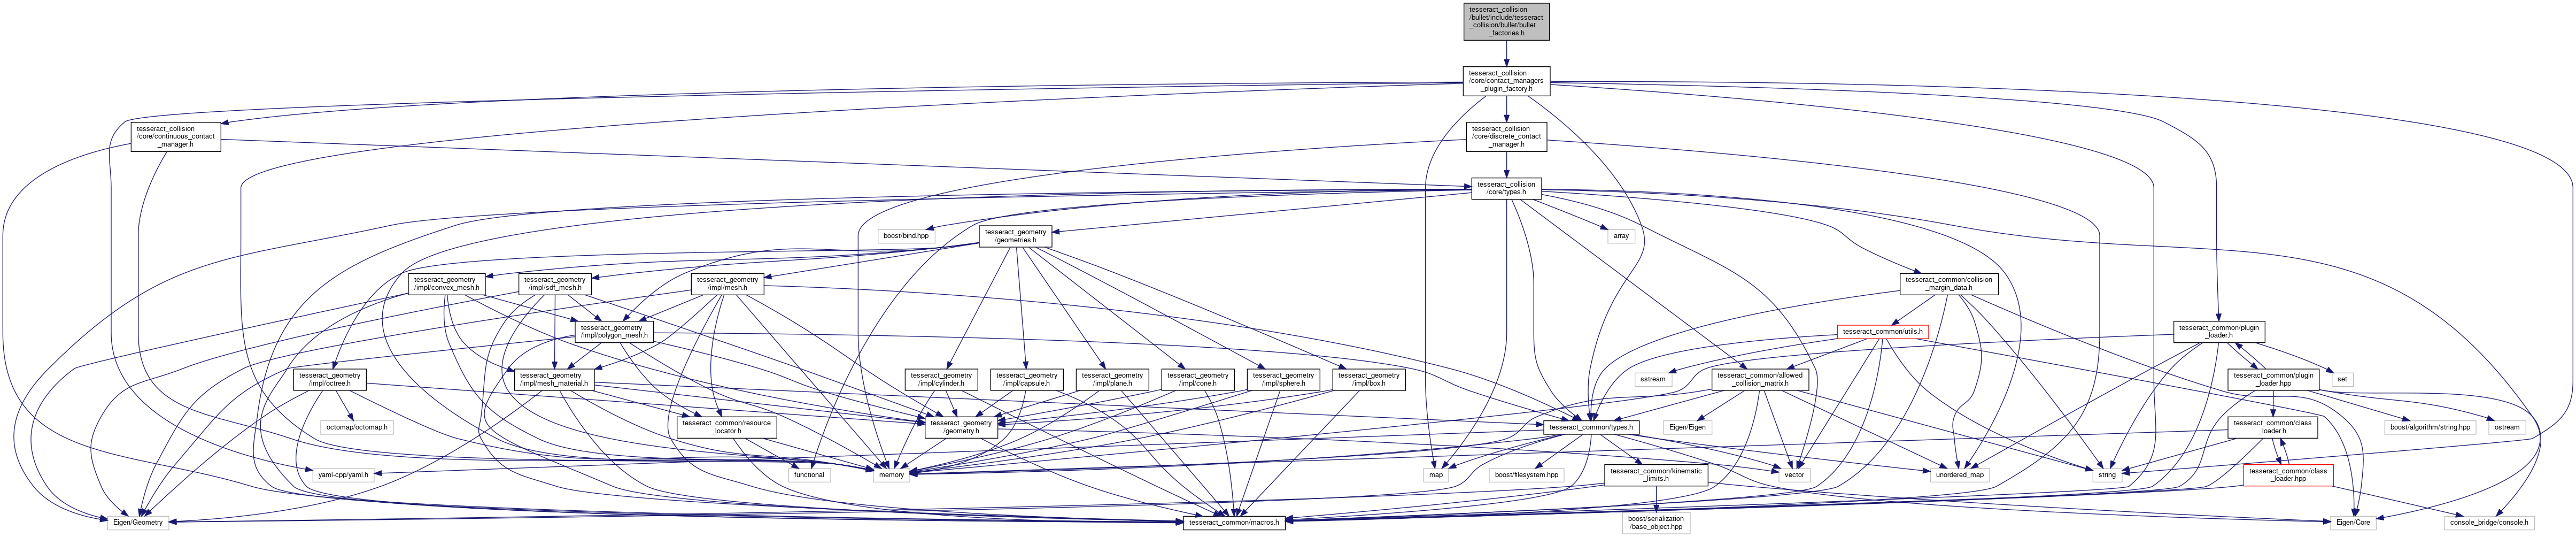 tesseract_collision
/bullet/include/tesseract
_collision/bullet/bullet
_factories.h
tesseract_collision
/core/contact_managers
_plugin_factory.h
tesseract_collision
/core/continuous_contact
_manager.h
tesseract_collision
/core/discrete_contact
_manager.h
tesseract_collision
/core/types.h
boost/bind.hpp
tesseract_geometry
/geometries.h
array
tesseract_geometry
/impl/convex_mesh.h
tesseract_geometry
/impl/sdf_mesh.h
tesseract_geometry
/impl/mesh.h
tesseract_common/collision
_margin_data.h
tesseract_geometry
/impl/polygon_mesh.h
tesseract_common/utils.h
tesseract_common/plugin
_loader.h
tesseract_geometry
/impl/octree.h
tesseract_geometry
/impl/mesh_material.h
tesseract_geometry
/impl/cylinder.h
tesseract_geometry
/impl/capsule.h
tesseract_geometry
/impl/plane.h
tesseract_geometry
/impl/cone.h
tesseract_geometry
/impl/sphere.h
tesseract_geometry
/impl/box.h
sstream
tesseract_common/allowed
_collision_matrix.h
tesseract_common/plugin
_loader.hpp
set
octomap/octomap.h
tesseract_common/resource
_locator.h
tesseract_geometry
/geometry.h
tesseract_common/types.h
Eigen/Eigen
tesseract_common/class
_loader.h
boost/algorithm/string.hpp
ostream
yaml-cpp/yaml.h
functional
memory
map
boost/filesystem.hpp
tesseract_common/kinematic
_limits.h
vector
unordered_map
string
tesseract_common/class
_loader.hpp
Eigen/Geometry
tesseract_common/macros.h
boost/serialization
/base_object.hpp
Eigen/Core
console_bridge/console.h